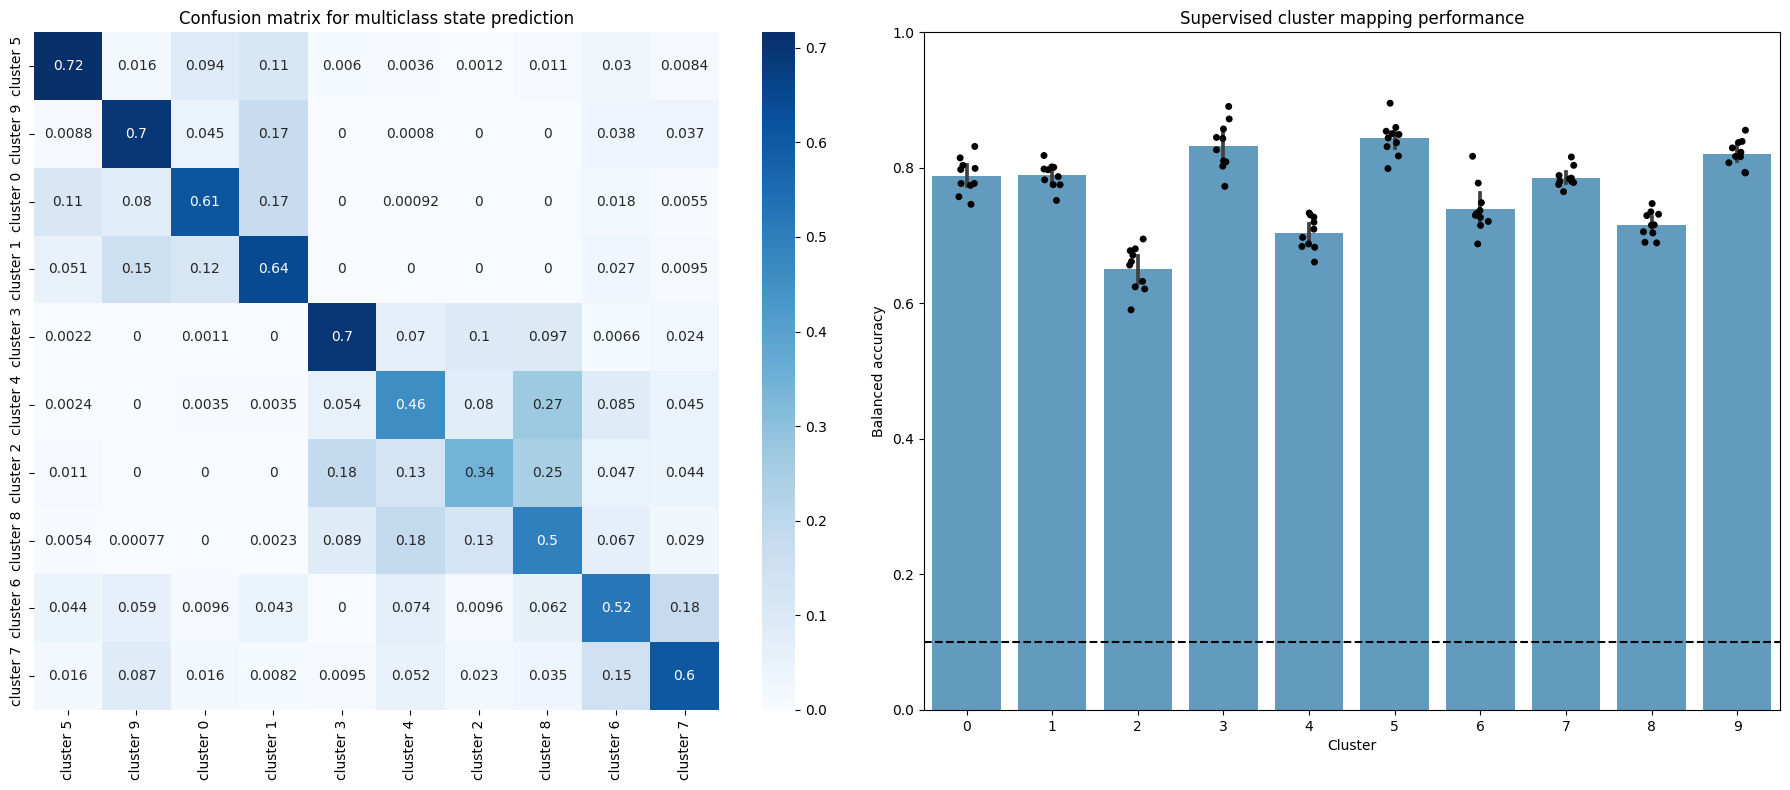 Confusion matrix for multiclass state prediction
cluster 5 0.72 0.016 0.094 0.11 0.006 0.0036 0.0012 0.011 0.03 0.0084
cluster 9 0.0088 0.7 0.045 0.17 0 0.0008 0 0 0.038 0.037
cluster 0 0.11 0.08 0.61 0.17 0 0.00092 0 0 0.018 0.0055
cluster 1 0.051 0.15 0.12 0.64 0 0 0 0 0.027 0.0095
cluster 3 0.0022 0 0.0011 0 0.7 0.07 0.1 0.097 0.0066 0.024
cluster 4 0.0024 0 0.0035 0.0035 0.054 0.46 0.08 0.27 0.085 0.045
cluster 2 0.011 0 0 0 0.18 0.13 0.34 0.25 0.047 0.044
cluster 8 0.0054 0.00077 0 0.0023 0.089 0.18 0.13 0.5 0.067 0.029
cluster 6 0.044 0.059 0.0096 0.043 0 0.074 0.0096 0.062 0.52 0.18
cluster 7 0.016 0.087 0.016 0.0082 0.0095 0.052 0.023 0.035 0.15 0.6
cluster 5 cluster 9 cluster 0 cluster 1 cluster 3 cluster 4 cluster 2 cluster 8 cluster 6 cluster 7
0.7
0.6
0.5
0.4
0.3
0.2
0.1
0.0
Supervised cluster mapping performance
Balanced accuracy
1.0
0.8
0.6
0.4
0.2
0.0
0 1 2 3 4 5 6 7 8 9
Cluster